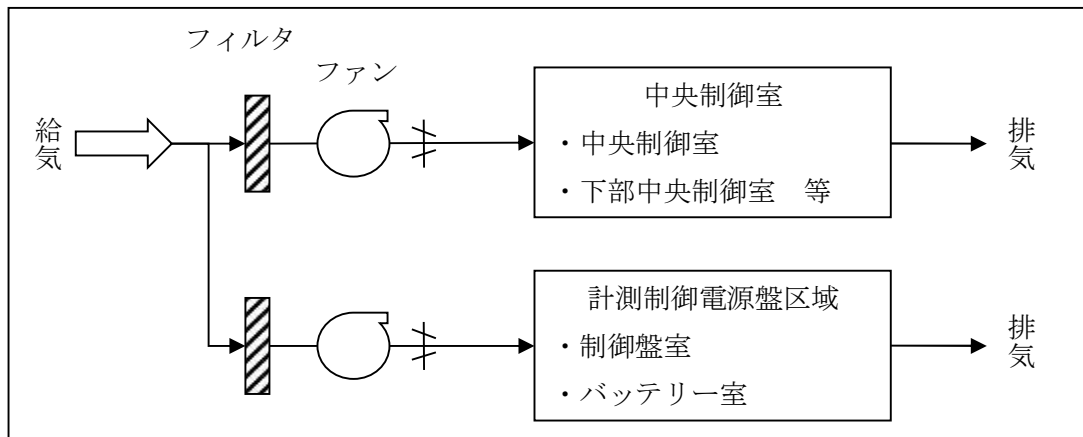 フィルタ
ファン
給気
中央制御室
・中央制御室
・下部中央制御室　等
排気
計測制御電源盤区域
・制御盤室
・バッテリー室
排気